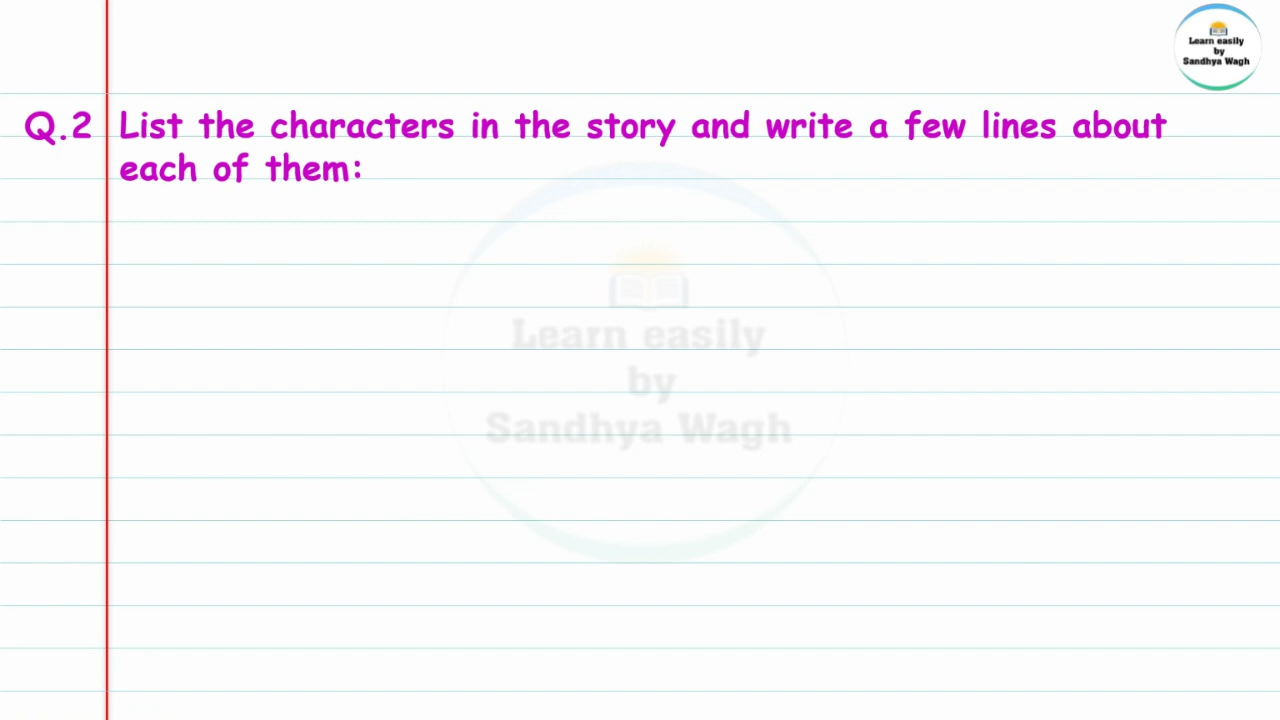 Learn easily
by
Sandhya Wagh
Q.2 List the characters in the story and write a few lines about
each of them:
Learn easily
by
Sandhya Wagh